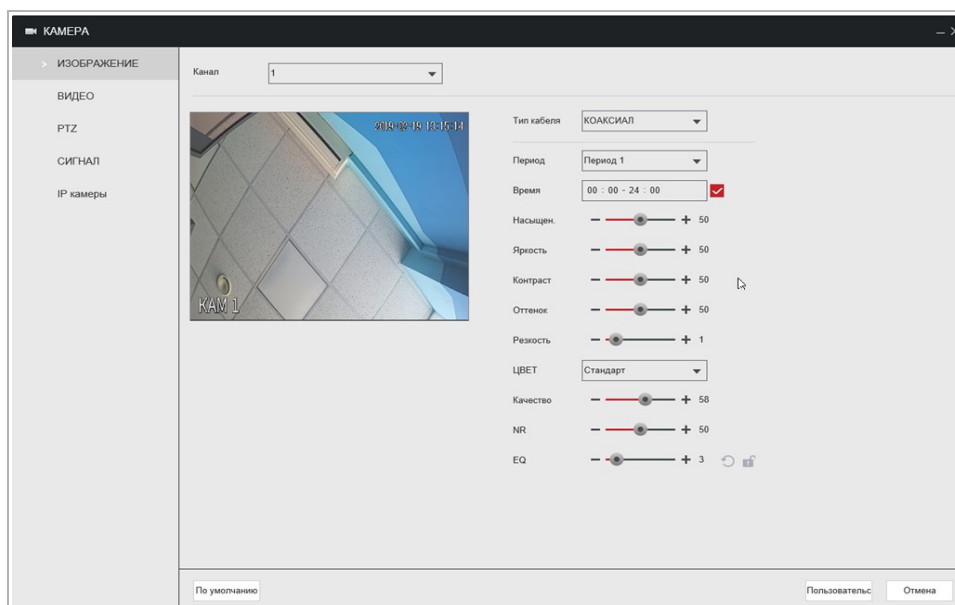 КАМЕРА
ИЗОБРАЖЕНИЕ
ВИДЕО
PTZ
СИГНАЛ
IP камеры
Канал 1
2019-02-19 13:15:14
КАМ 1
Тип кабеля КОАКСИАЛ
Период Период 1
Время 00 : 00 - 24 : 00
Насыщен. 50
Яркость 50
Контраст 50
Оттенок 50
Резкость 1
ЦВЕТ Стандарт
Качество 58
NR 50
EQ 3
По умолчанию Пользовательс Отмена